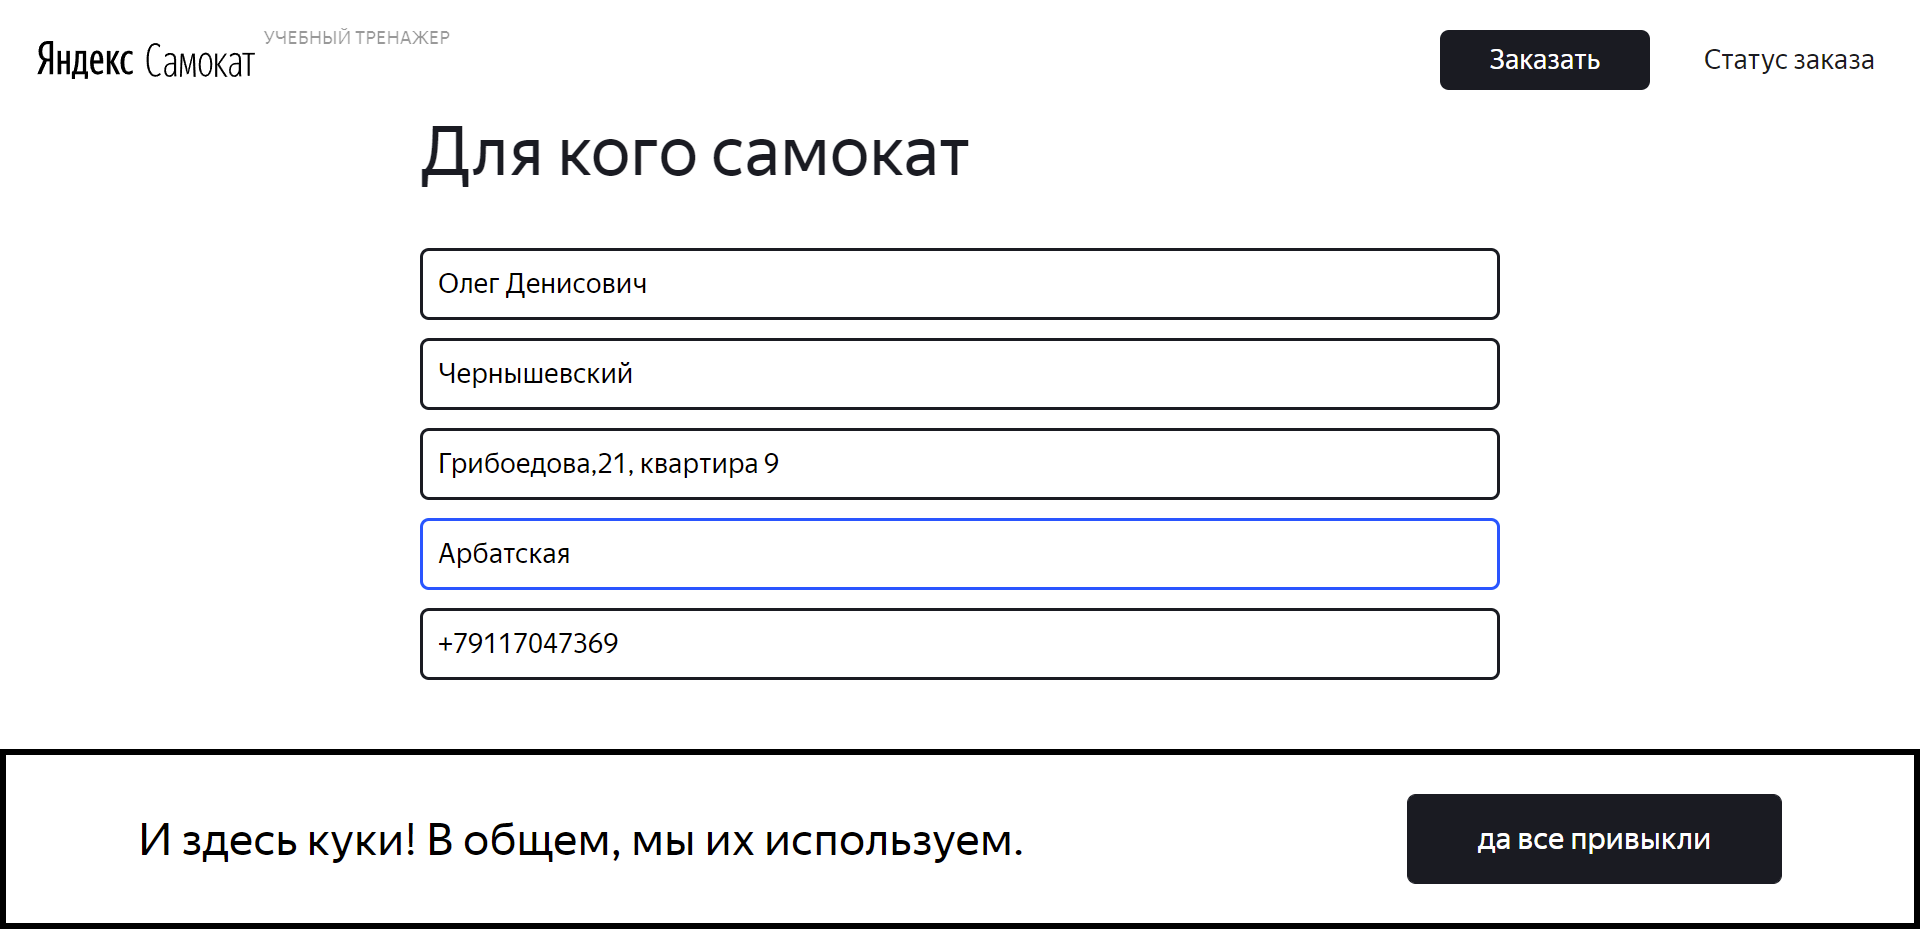 Яндекс Самокат
УЧЕБНЫЙ ТРЕНАЖЕР
Заказать
Статус заказа
Для кого самокат
Олег Денисович
Чернышевский
Грибоедова,21, квартира 9
Арбатская
+79117047369
И здесь куки! В общем, мы их используем.
да все привыкли